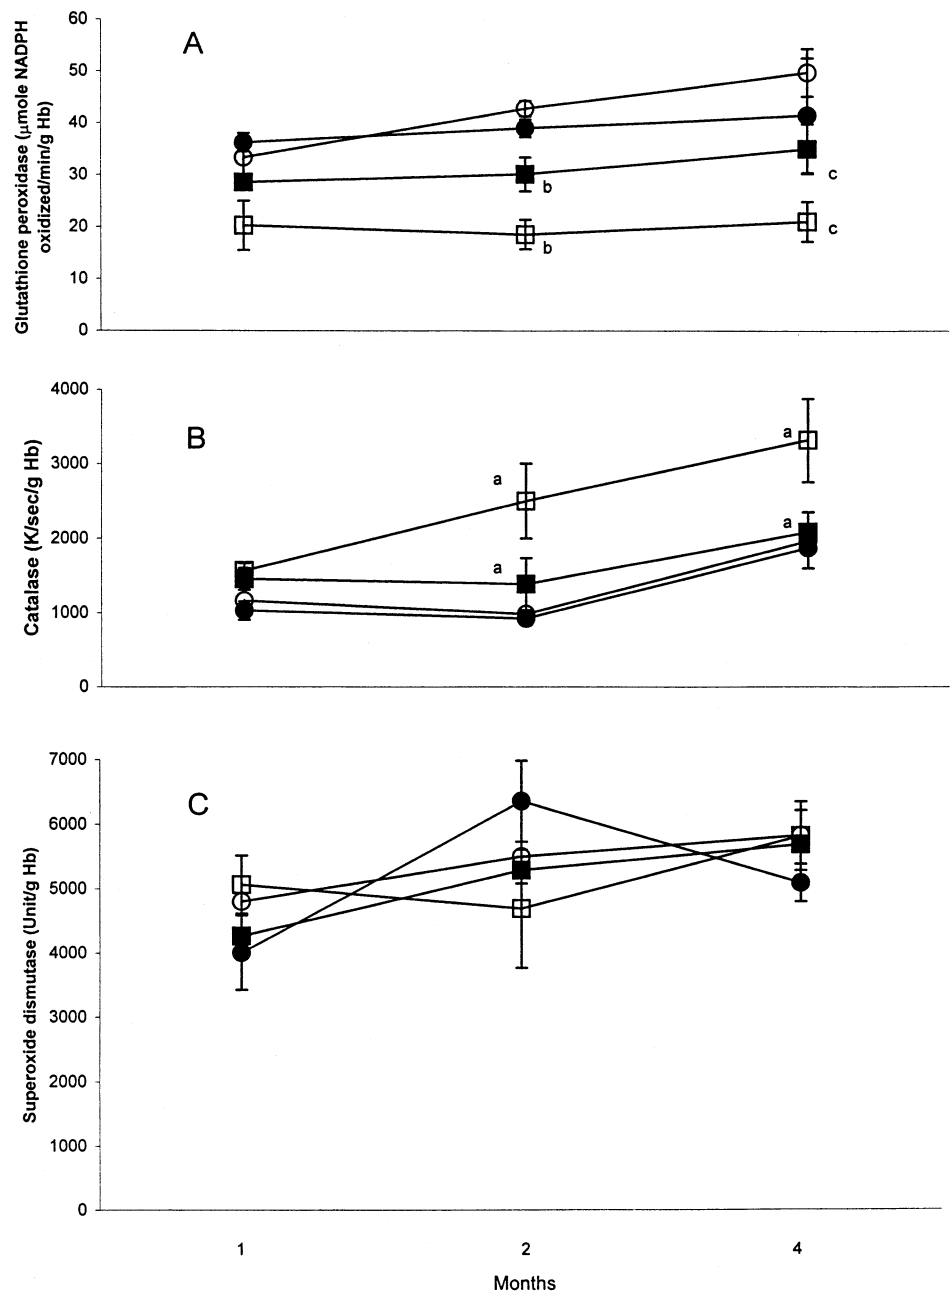 A
Glutathione peroxidase (µmole NADPH
oxidized/min/g Hb)
60
50
40
30
20
10
0
b
b
c
c
B
Catalase (K/sec/g Hb)
4000
3000
2000
1000
0
a
a
a
a
C
Superoxide dismutase (Unit/g Hb)
7000
6000
5000
4000
3000
2000
1000
0
1 2 4
Months